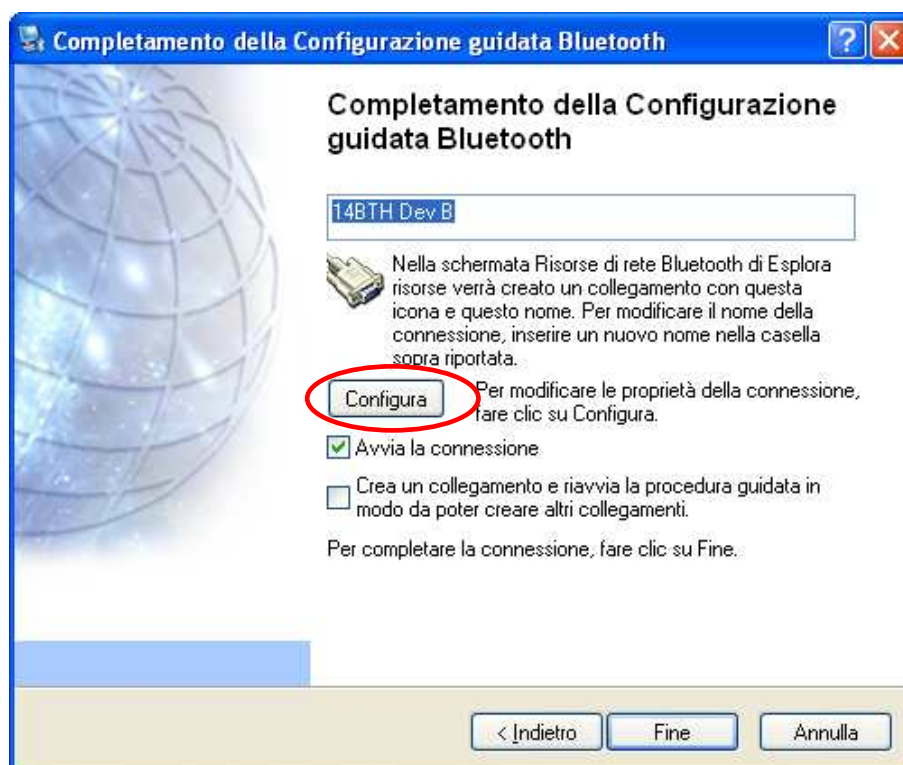 Completamento della Configurazione guidata Bluetooth
Completamento della Configurazione
guidata Bluetooth
14BTH Dev B
Nella schermata Risorse di rete Bluetooth di Esplora
risorse verrà creato un collegamento con questa
icona e questo nome. Per modificare il nome della
connessione, inserire un nuovo nome nella casella
sopra riportata.
Configura
Per modificare le proprietà della connessione,
fare clic su Configura.
Avvia la connessione
Crea un collegamento e riavvia la procedura guidata in
modo da poter creare altri collegamenti.
Per completare la connessione, fare clic su Fine.
< Indietro
Fine
Annulla